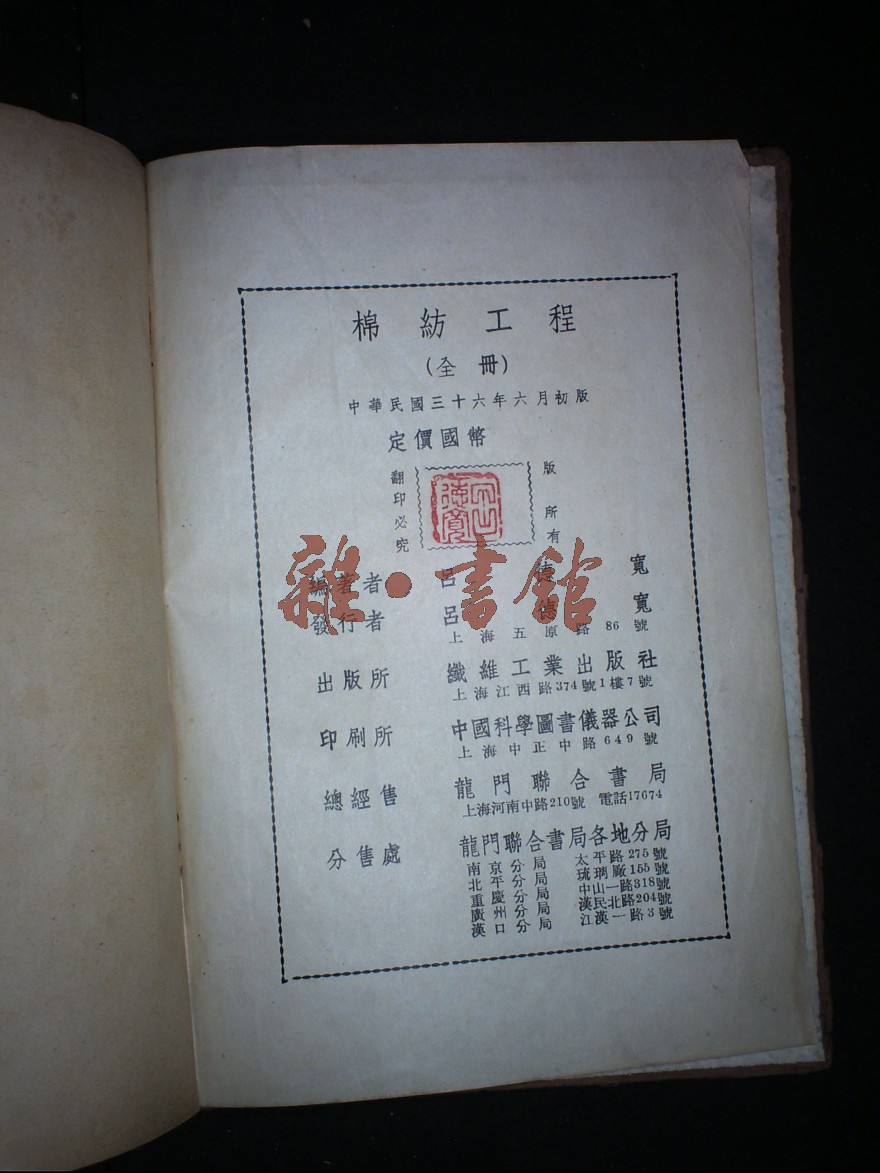 棉紡工程
(全冊)
中華民國三十六年六月初版
定價國幣
版所有
翻印必究
雜·書館
編著者 呂德寬
發行者 呂德寬
上海五原路86號
出版所 纖維工業出版社
上海江西路374號1樓7號
印刷所 中國科學圖書儀器公司
上海中正中路649號
總經售 龍門聯合書局
上海河南中路210號 電話17674
分售處 龍門聯合書局各地分局
南京分局 太平路275號
北平分局 琉璃廠155號
重慶分局 中山一路318號
廣州分局 漢民北路204號
漢口分局 江漢一路3號